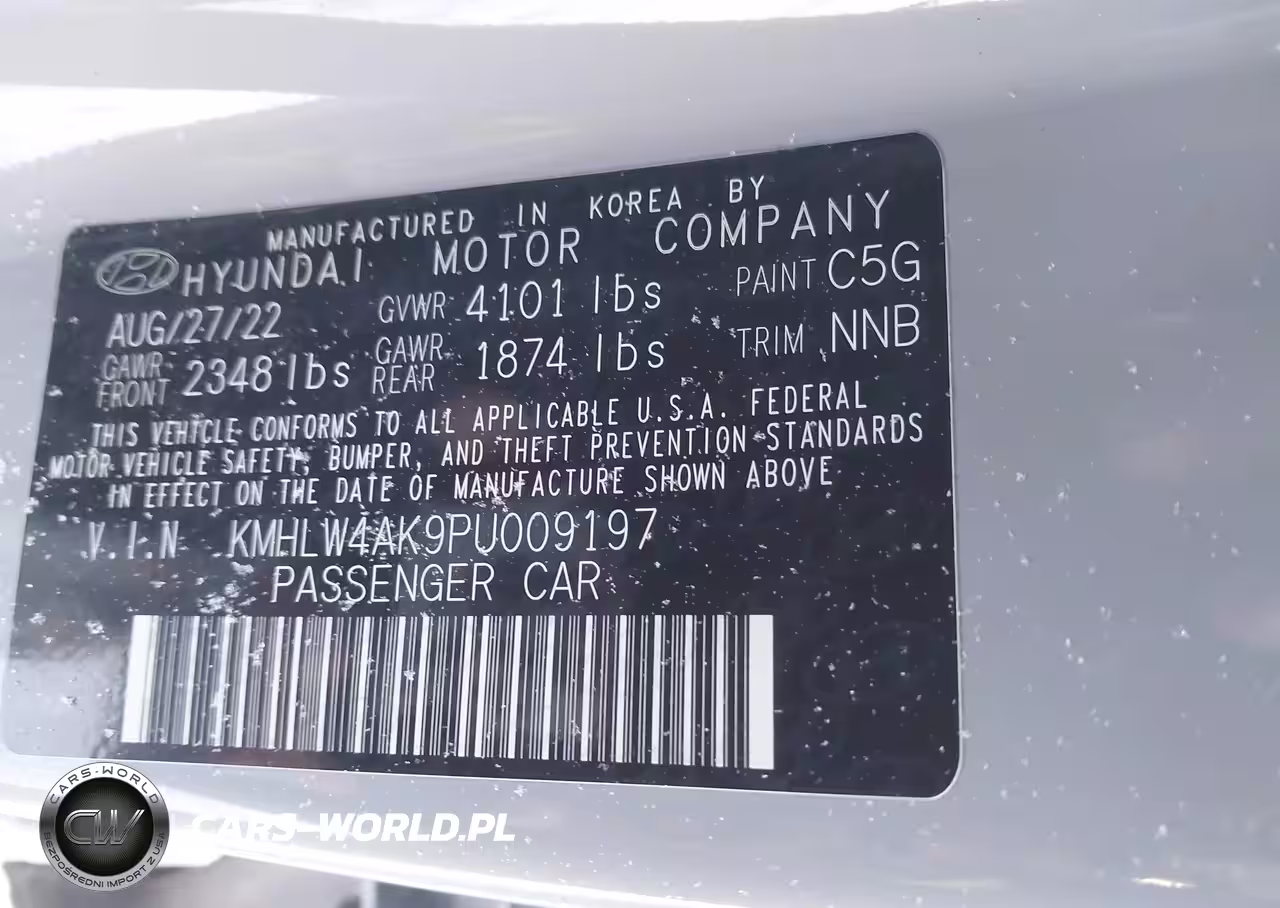 MANUFACTURED IN KOREA BY
HYUNDAI MOTOR COMPANY
AUG/27/22 GVWR 4101 lbs PAINT C5G
GAWR FRONT 2348 lbs GAWR REAR 1874 lbs TRIM NNB
THIS VEHICLE CONFORMS TO ALL APPLICABLE U.S.A. FEDERAL
MOTOR VEHICLE SAFETY, BUMPER, AND THEFT PREVENTION STANDARDS
IN EFFECT ON THE DATE OF MANUFACTURE SHOWN ABOVE
V.I.N KMHLW4AK9PU009197
PASSENGER CAR
CARS-WORLD
CW
BEZPOŚREDNI IMPORT Z USA
CARS-WORLD.PL